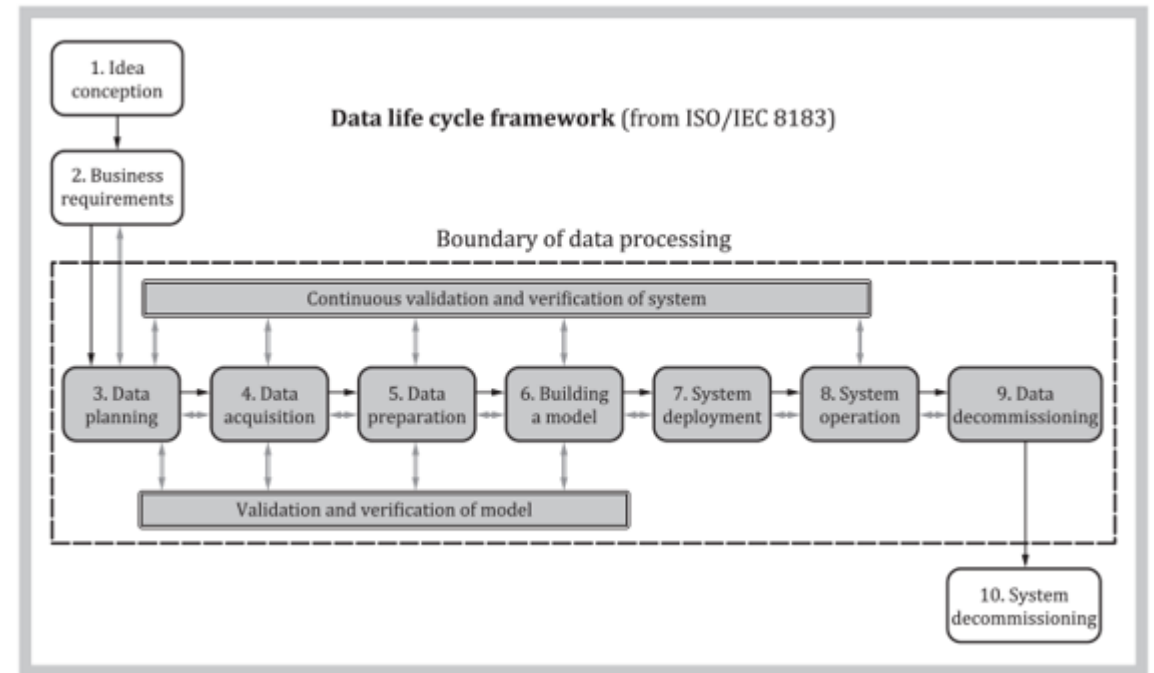 1. Idea
conception
Data life cycle framework (from ISO/IEC 8183)
2. Business
requirements
Boundary of data processing
Continuous validation and verification of system
3. Data
planning
4. Data
acquisition
5. Data
preparation
6. Building
a model
7. System
deployment
8. System
operation
9. Data
decommissioning
Validation and verification of model
10. System
decommissioning